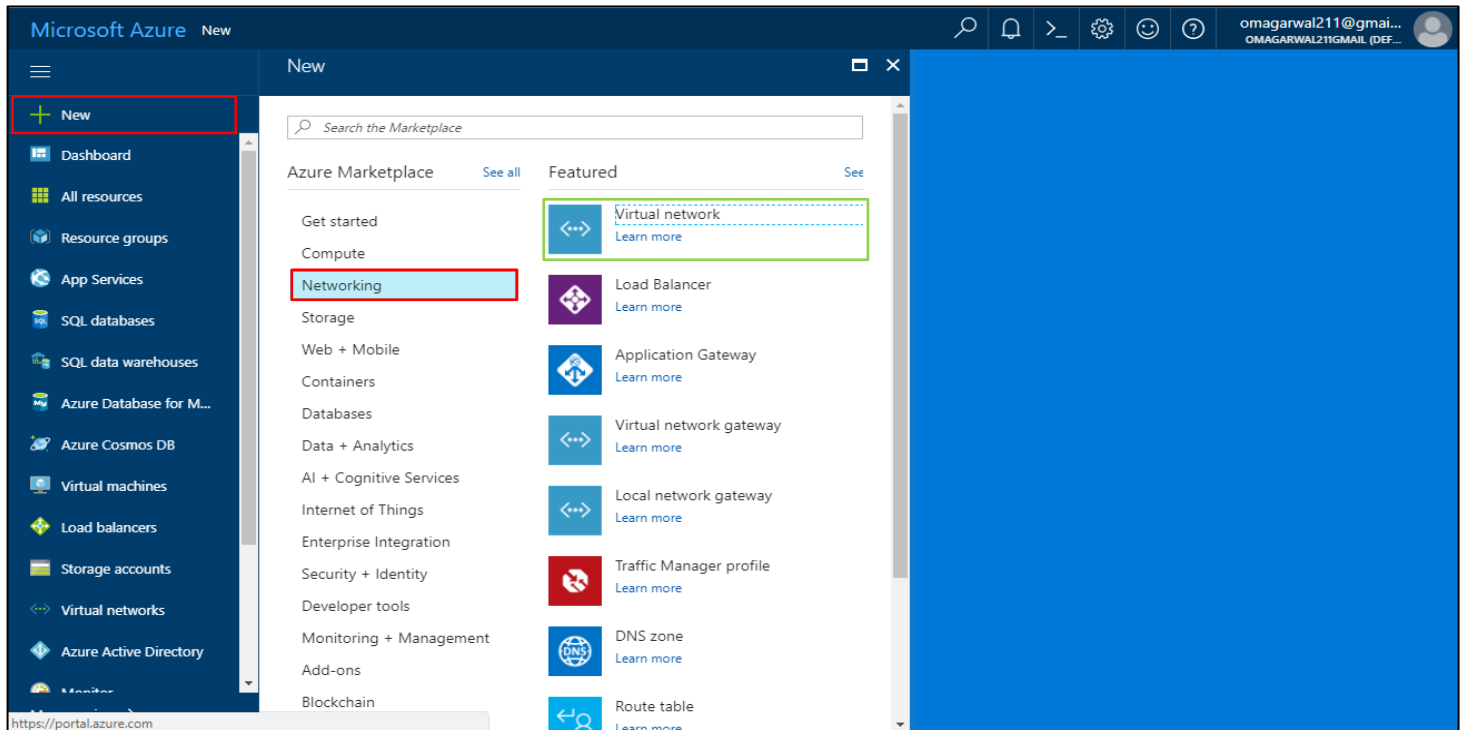 Microsoft Azure New
omagarwal211@gmai...
OMAGARWAL211GMAIL (DEF...
New
Dashboard
All resources
Resource groups
App Services
SQL databases
SQL data warehouses
Azure Database for M...
Azure Cosmos DB
Virtual machines
Load balancers
Storage accounts
Virtual networks
Azure Active Directory
Monitor
https://portal.azure.com
New
Search the Marketplace
Azure Marketplace See all
Get started
Compute
Networking
Storage
Web + Mobile
Containers
Databases
Data + Analytics
AI + Cognitive Services
Internet of Things
Enterprise Integration
Security + Identity
Developer tools
Monitoring + Management
Add-ons
Blockchain
Featured See
Virtual network
Learn more
Load Balancer
Learn more
Application Gateway
Learn more
Virtual network gateway
Learn more
Local network gateway
Learn more
Traffic Manager profile
Learn more
DNS
DNS zone
Learn more
Route table
Learn more